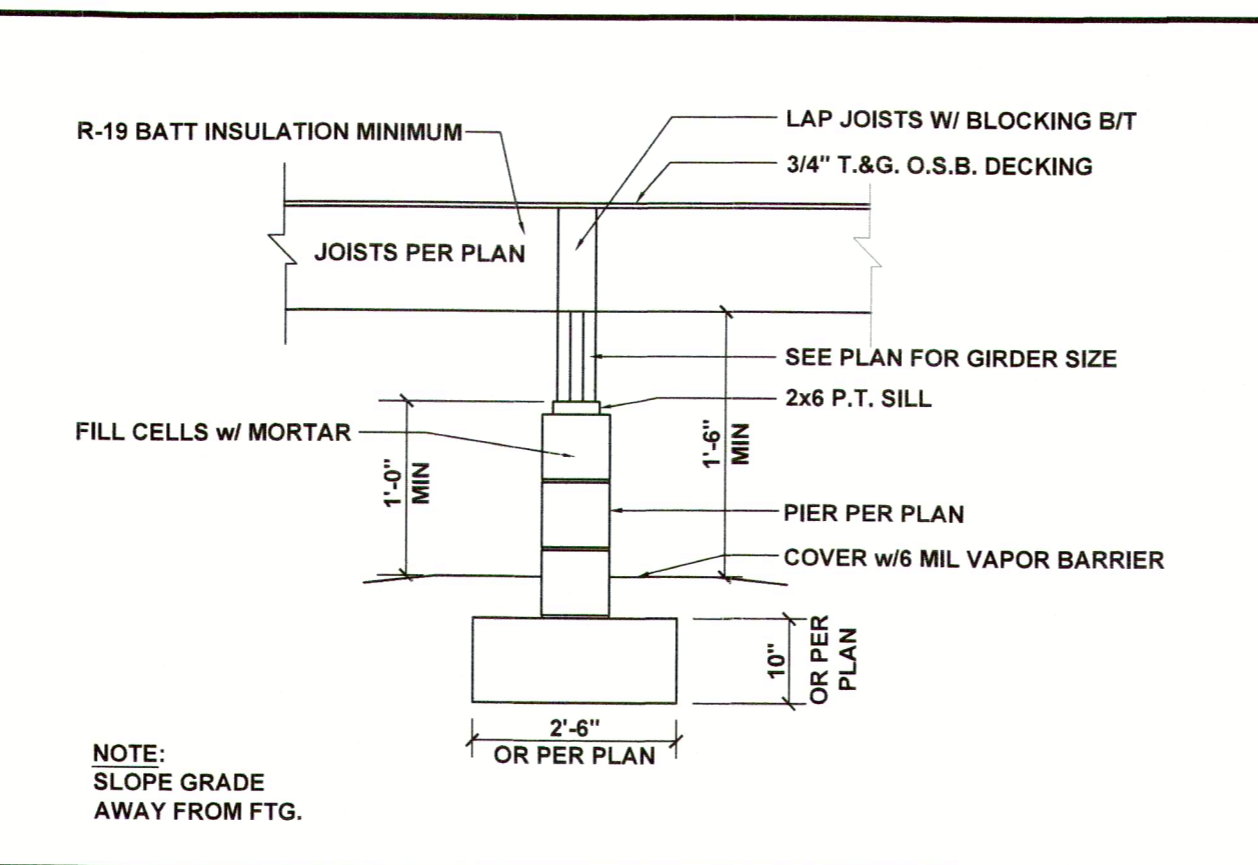 R-19 BATT INSULATION MINIMUM
LAP JOISTS W/ BLOCKING B/T
3/4" T.&G. O.S.B. DECKING
JOISTS PER PLAN
SEE PLAN FOR GIRDER SIZE
2x6 P.T. SILL
FILL CELLS w/ MORTAR
1'-0"
MIN
1'-6"
MIN
PIER PER PLAN
COVER w/6 MIL VAPOR BARRIER
10"
OR PER
PLAN
2'-6"
OR PER PLAN
NOTE:
SLOPE GRADE
AWAY FROM FTG.